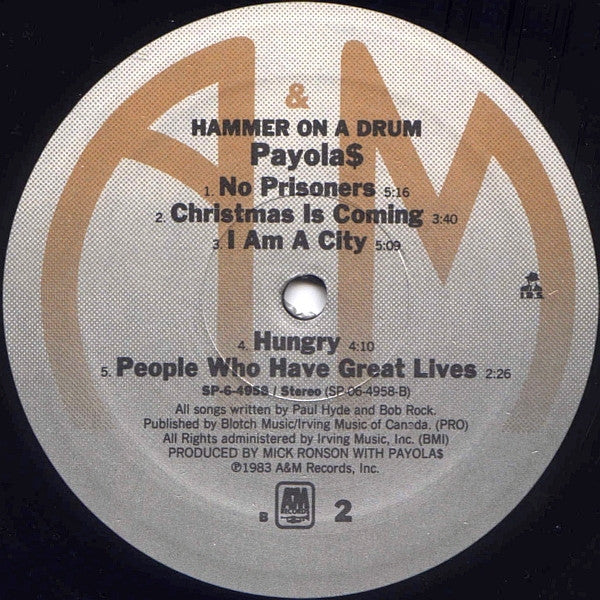 A&M
HAMMER ON A DRUM
Payola$
1. No Prisoners 5:16
2. Christmas Is Coming 3:40
3. I Am A City 5:09
I.R.S.
4. Hungry 4:10
5. People Who Have Great Lives 2:26
SP-6-4958 / Stereo (SP-06-4958-B)
All songs written by Paul Hyde and Bob Rock.
Published by Blotch Music/Irving Music of Canada. (PRO)
All Rights administered by Irving Music, Inc. (BMI)
PRODUCED BY MICK RONSON WITH PAYOLA$
℗1983 A&M Records, Inc.
B A&M RECORDS 2